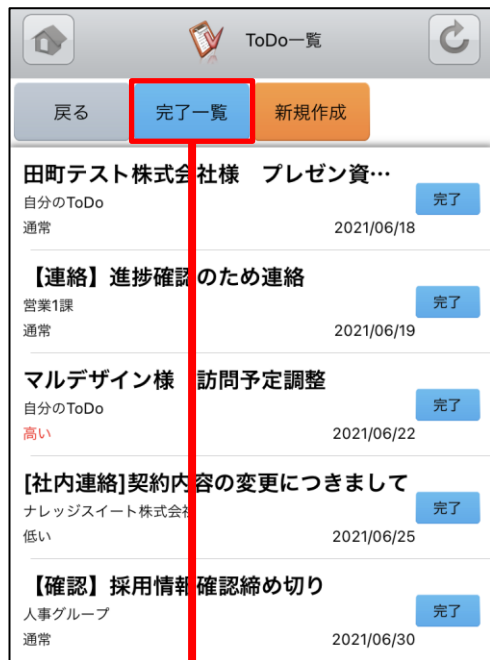 ToDo一覧
戻る 完了一覧 新規作成
田町テスト株式会社様　プレゼン資…
自分のToDo
完了
通常 2021/06/18
【連絡】進捗確認のため連絡
営業1課
完了
通常 2021/06/19
マルデザイン様　訪問予定調整
自分のToDo
完了
高い 2021/06/22
[社内連絡]契約内容の変更につきまして
ナレッジスイート株式会社
完了
低い 2021/06/25
【確認】採用情報確認締め切り
人事グループ
完了
通常 2021/06/30